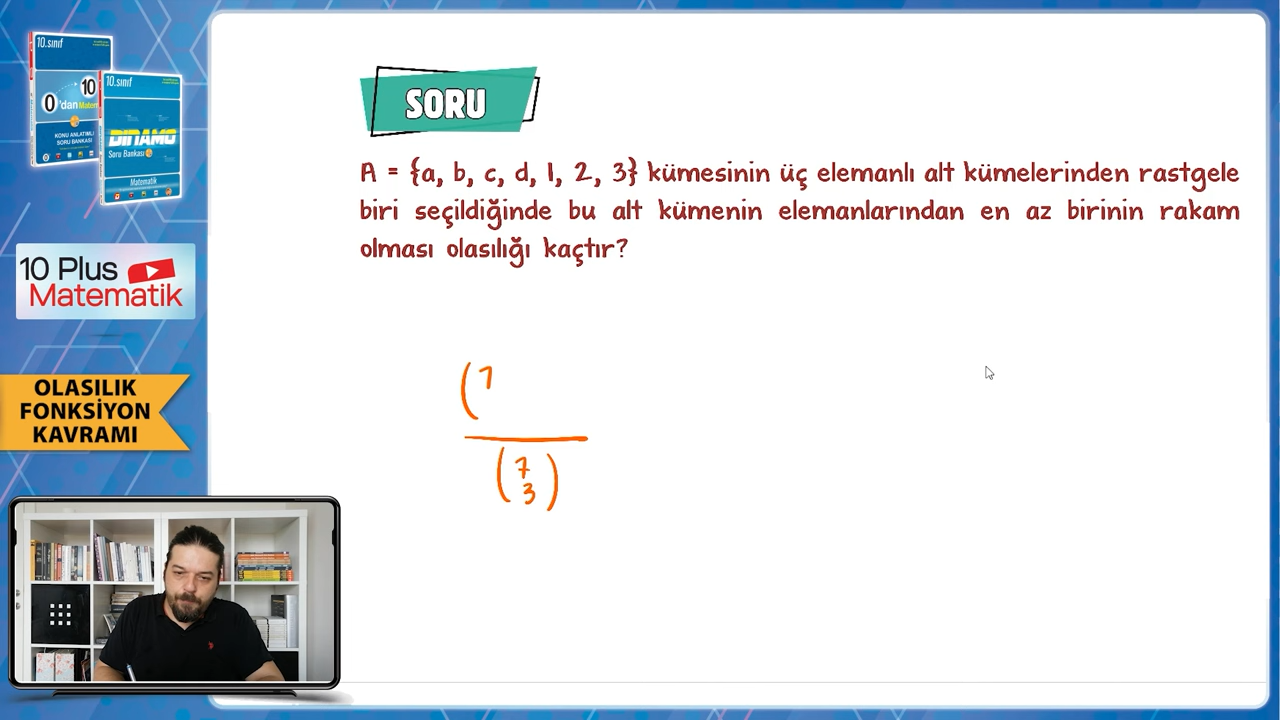 10.sınıf
0'dan 10
Matem
KONU ANLATIMLI
SORU BANKASI
10.sınıf
DİNAMO
Soru Bankası
Matematik
10 Plus
Matematik
OLASILIK
FONKSİYON
KAVRAMI
SORU
A = {a, b, c, d, 1, 2, 3} kümesinin üç elemanlı alt kümelerinden rastgele
biri seçildiğinde bu alt kümenin elemanlarından en az birinin rakam
olması olasılığı kaçtır?
(7
(7
3)